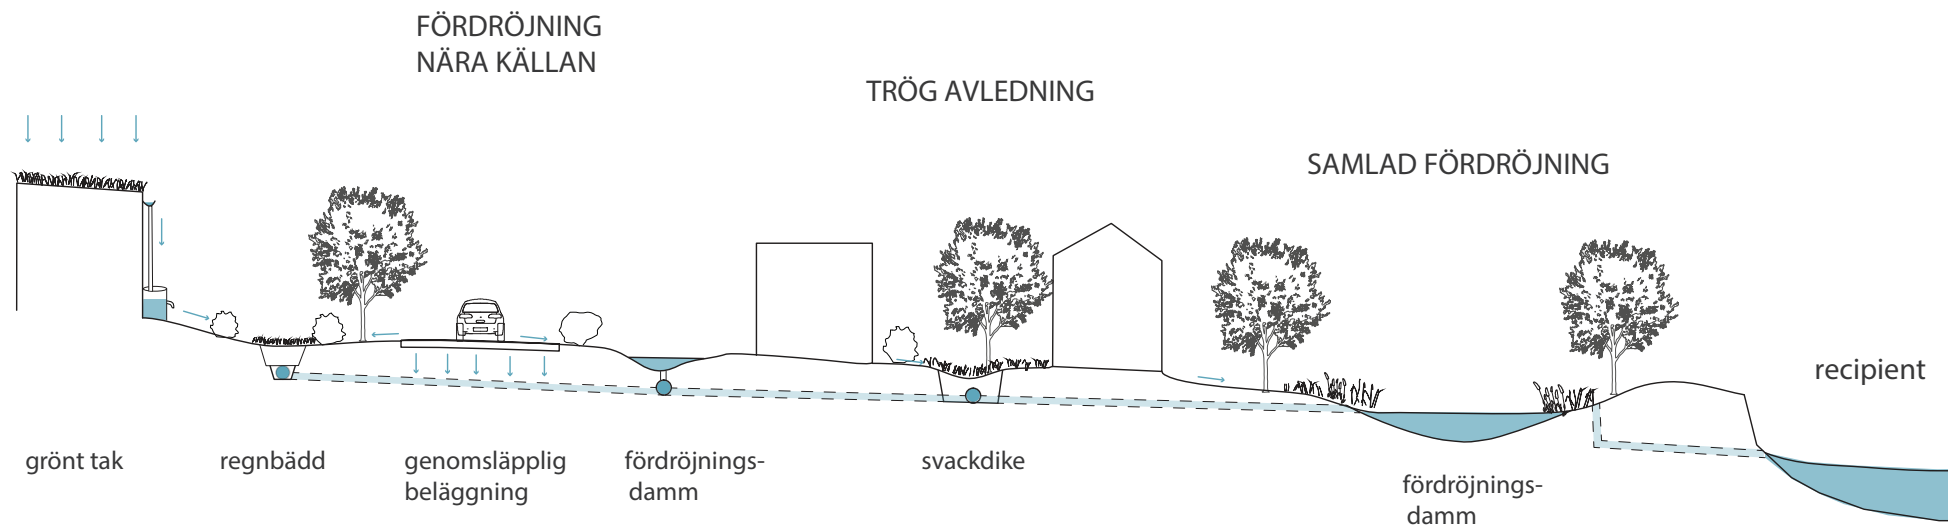 FÖRDRÖJNING
NÄRA KÄLLAN
TRÖG AVLEDNING
SAMLAD FÖRDRÖJNING
recipient
grönt tak
regnbädd
genomsläpplig
beläggning
fördröjnings-
damm
svackdike
fördröjnings-
damm